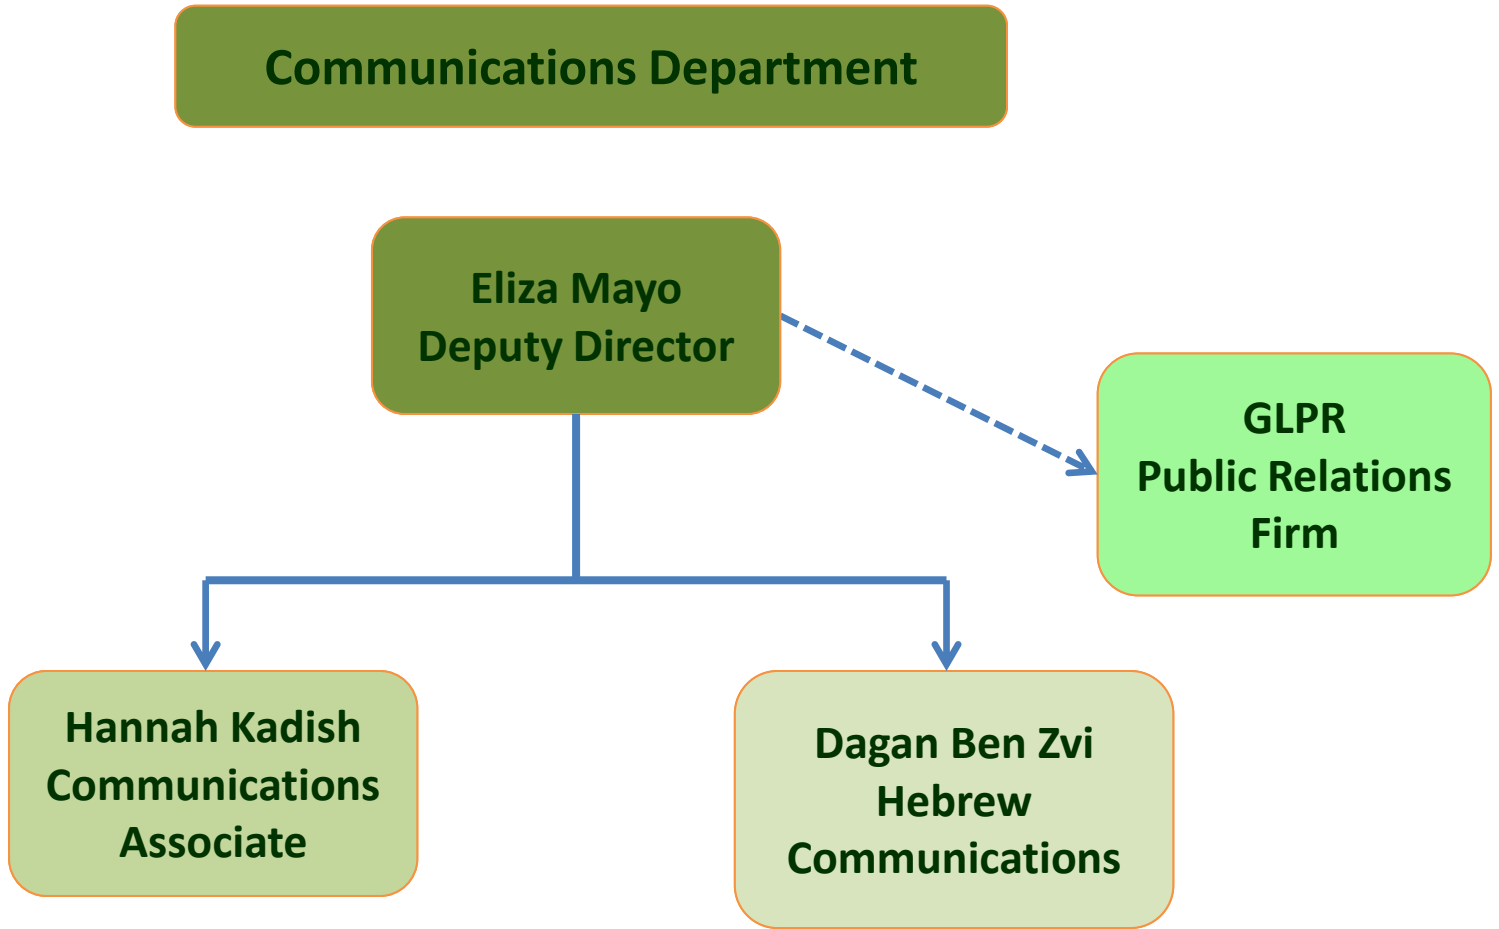 Communications Department
Eliza Mayo
Deputy Director
GLPR
Public Relations
Firm
Hannah Kadish
Communications
Associate
Dagan Ben Zvi
Hebrew
Communications